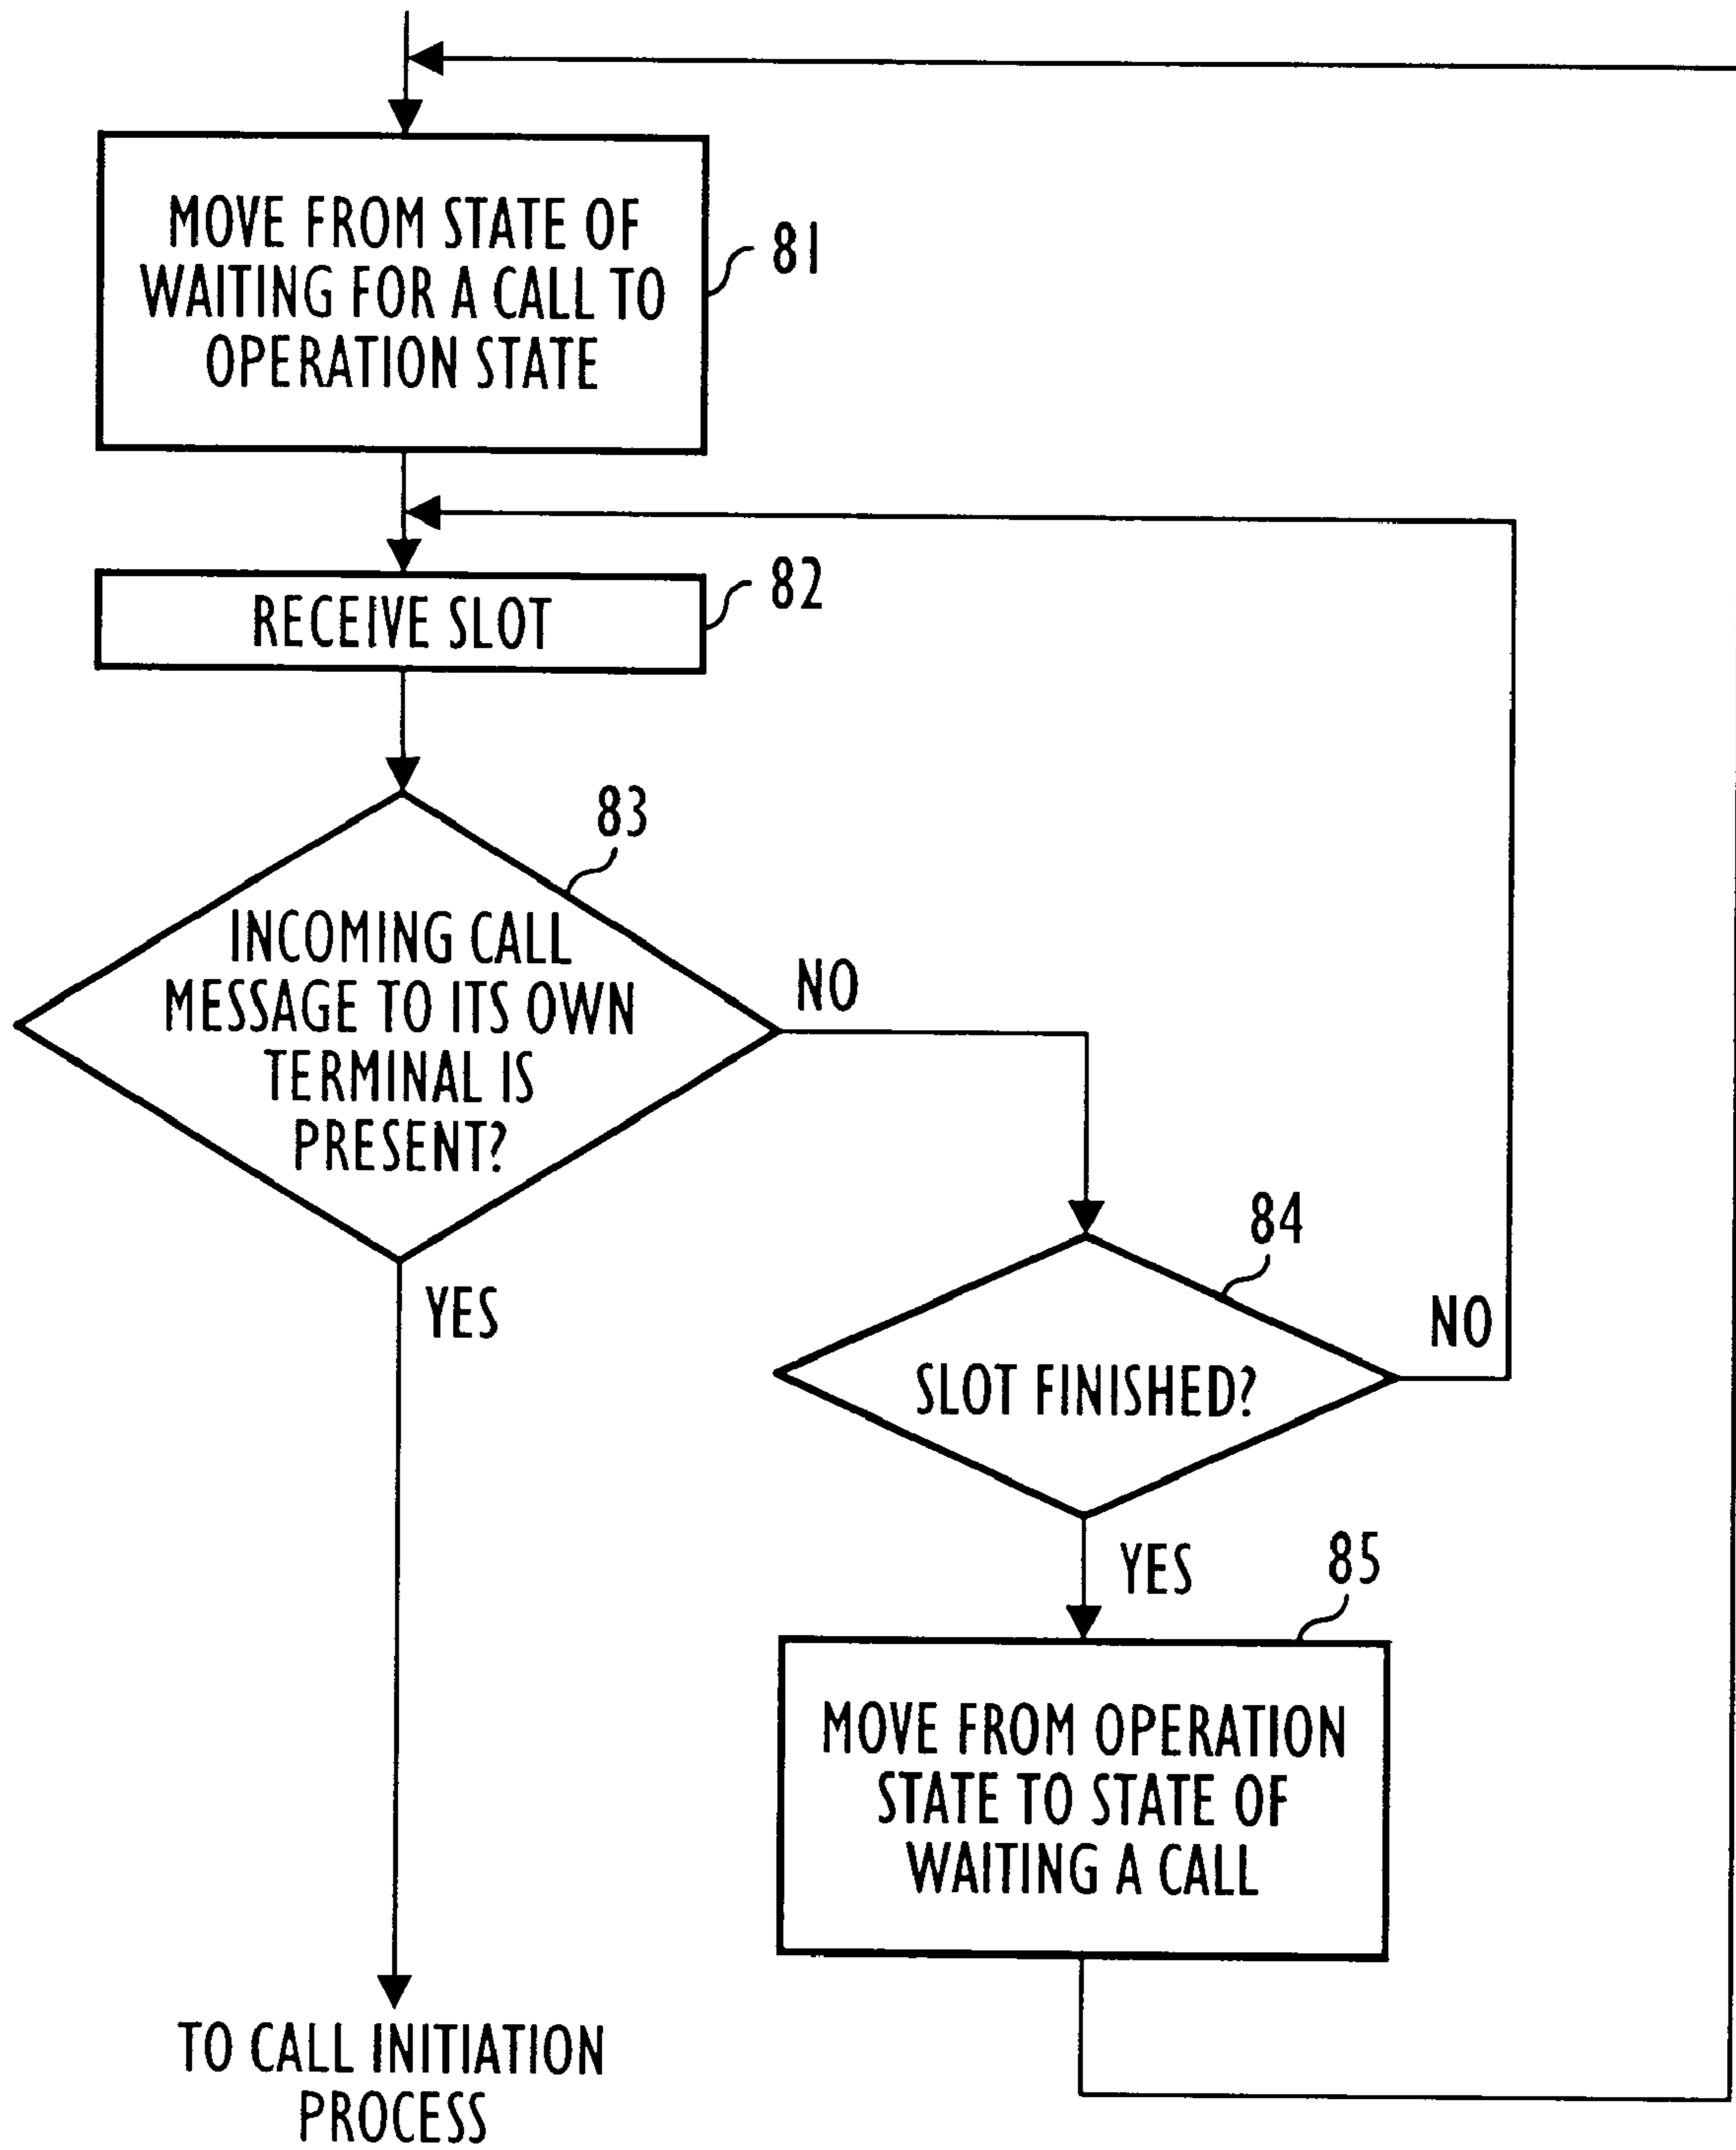 MOVE FROM STATE OF
WAITING FOR A CALL TO
OPERATION STATE
81
RECEIVE SLOT
82
83
INCOMING CALL
MESSAGE TO ITS OWN
TERMINAL IS
PRESENT?
NO
YES
84
SLOT FINISHED?
NO
YES
85
MOVE FROM OPERATION
STATE TO STATE OF
WAITING A CALL
TO CALL INITIATION
PROCESS